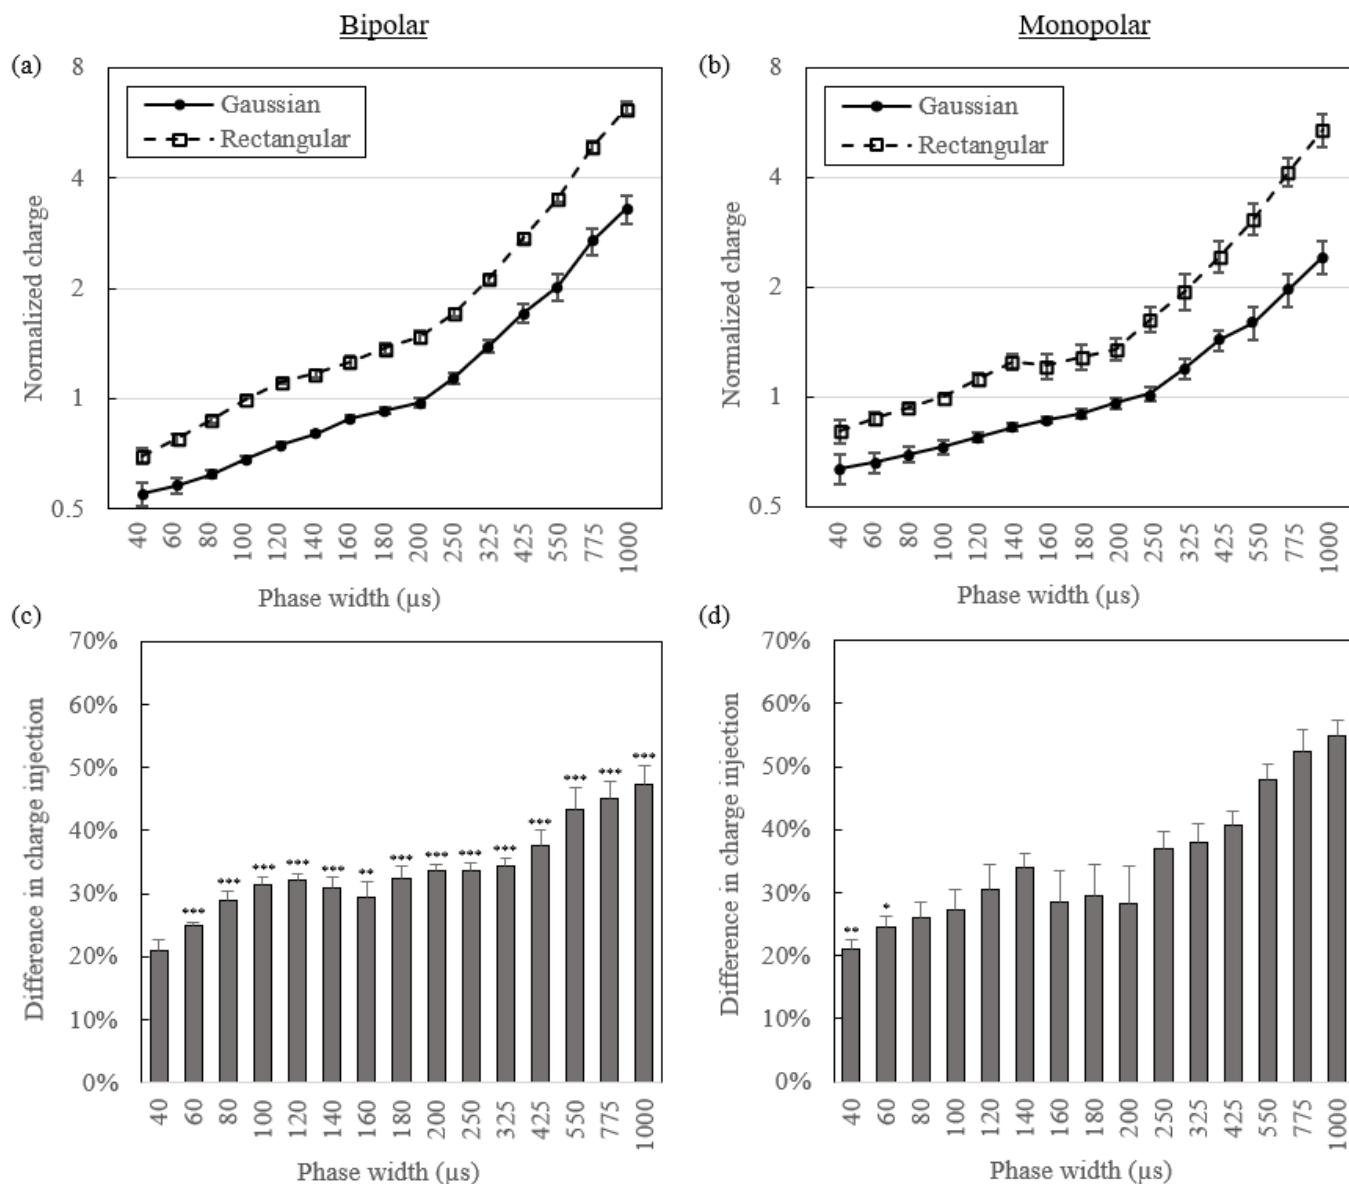 Bipolar
Monopolar
(a)
8
4
2
1
0.5
Normalized charge
Gaussian
Rectangular
40 60 80 100 120 140 160 180 200 250 325 425 550 775 1000
Phase width (µs)
(b)
8
4
2
1
0.5
Normalized charge
Gaussian
Rectangular
40 60 80 100 120 140 160 180 200 250 325 425 550 775 1000
Phase width (µs)
(c)
70%
60%
50%
40%
30%
20%
10%
0%
Difference in charge injection
*** *** *** *** *** ** *** *** *** *** *** *** *** ***
40 60 80 100 120 140 160 180 200 250 325 425 550 775 1000
Phase width (µs)
(d)
70%
60%
50%
40%
30%
20%
10%
0%
Difference in charge injection
** *
40 60 80 100 120 140 160 180 200 250 325 425 550 775 1000
Phase width (µs)